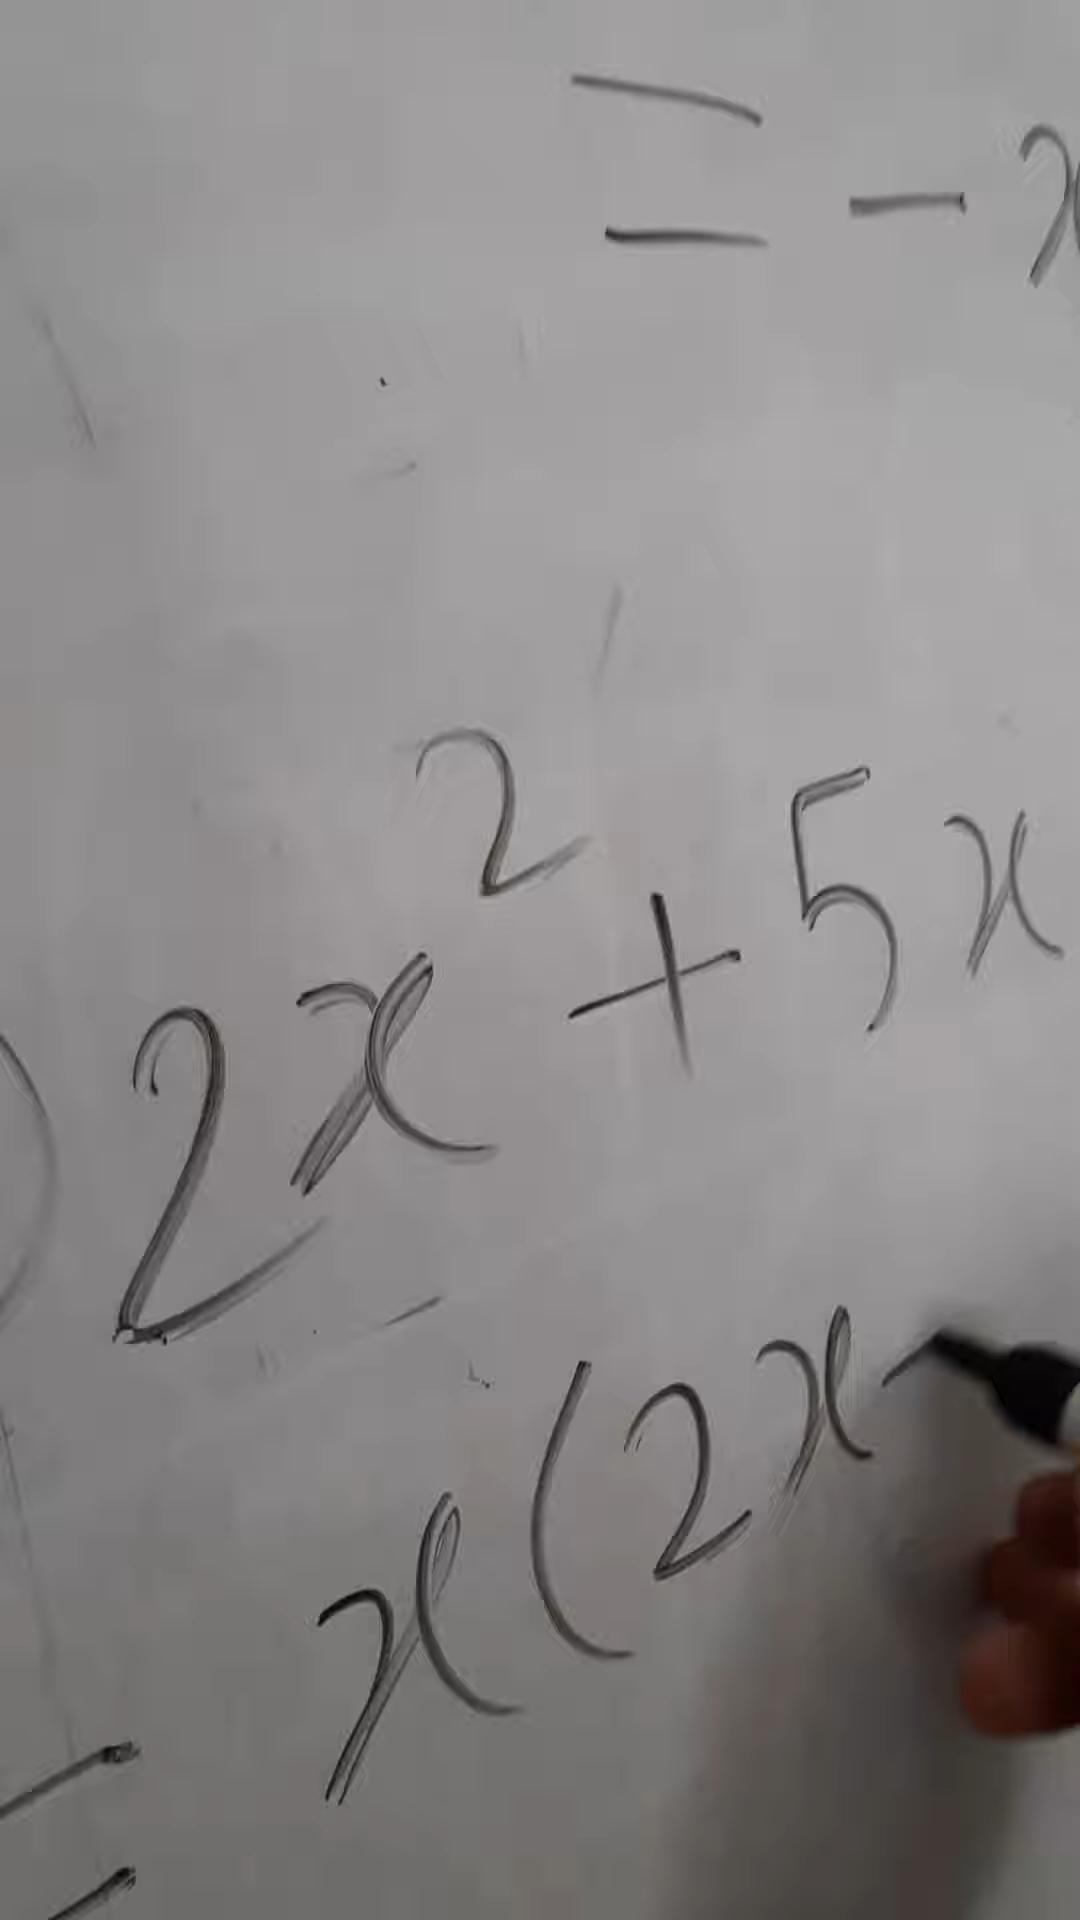 = - x
) 2x² + 5x
= x(2x -